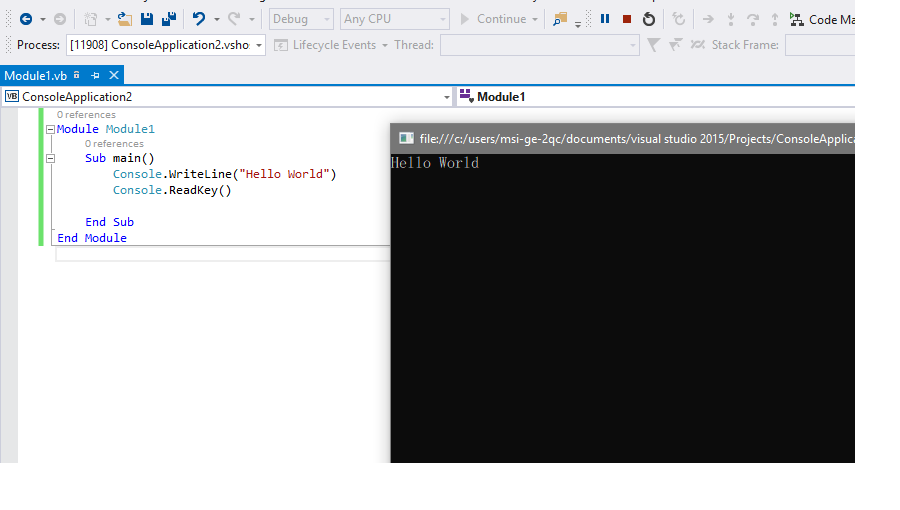 Debug Any CPU Continue Code Ma
Process: [11908] ConsoleApplication2.vsho Lifecycle Events Thread: Stack Frame:
Module1.vb
VB ConsoleApplication2 Module1
0 references
Module Module1
0 references
Sub main()
Console.WriteLine("Hello World")
Console.ReadKey()
End Sub
End Module
file:///c:/users/msi-ge-2qc/documents/visual studio 2015/Projects/ConsoleApplica
Hello World